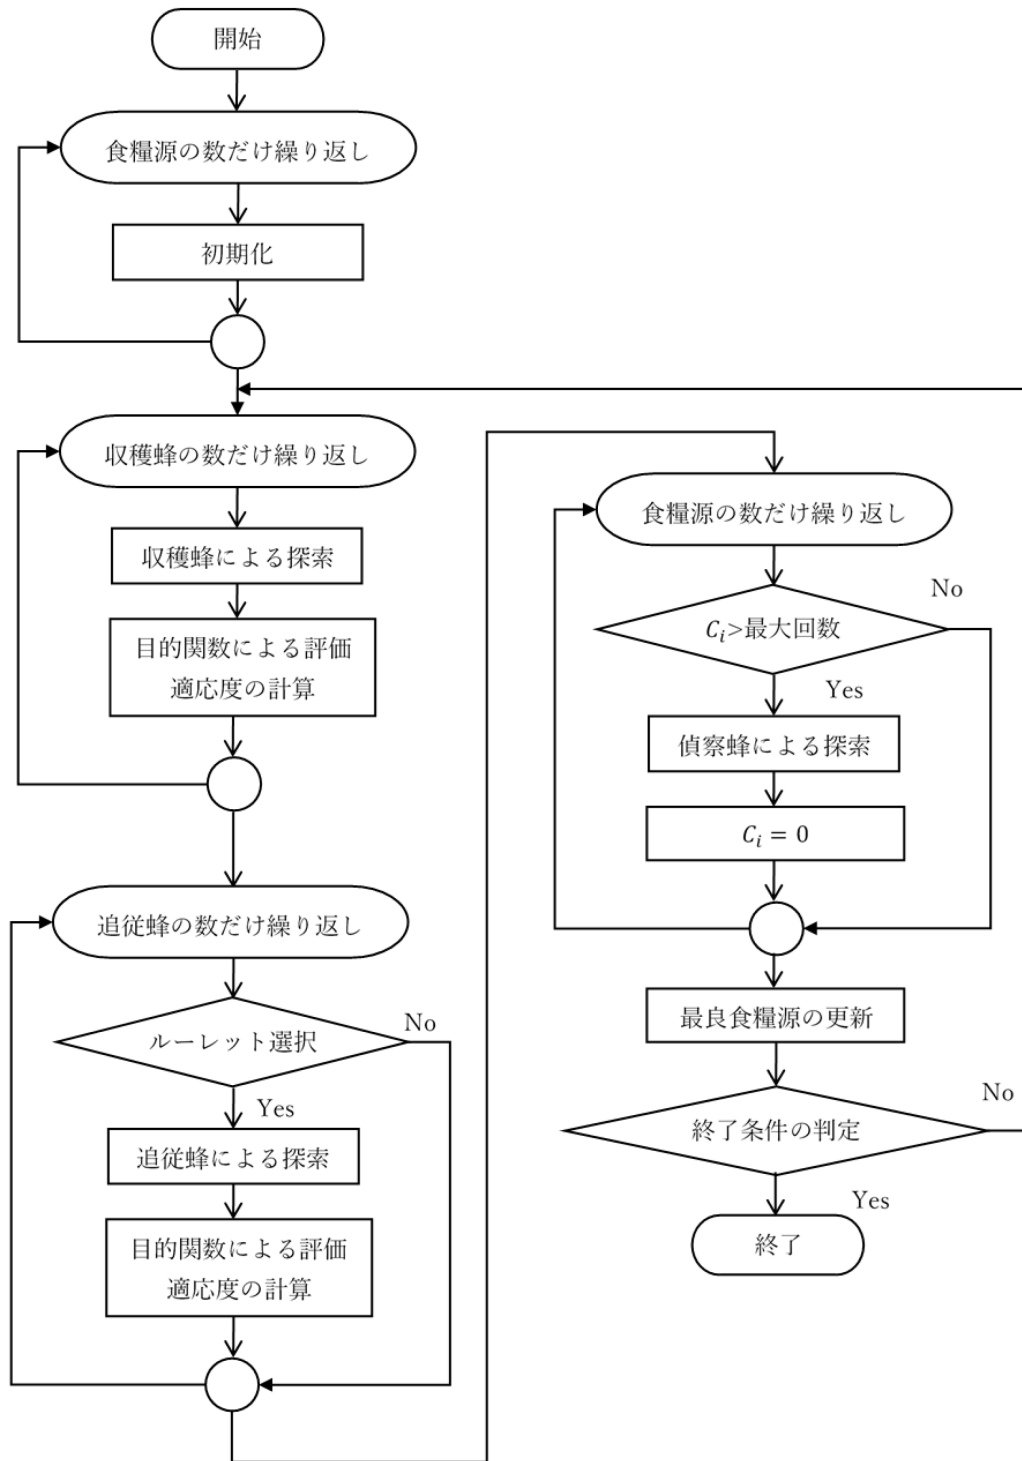 開始
食糧源の数だけ繰り返し
初期化
収穫蜂の数だけ繰り返し
収穫蜂による探索
目的関数による評価
適応度の計算
追従蜂の数だけ繰り返し
ルーレット選択
No
Yes
追従蜂による探索
目的関数による評価
適応度の計算
食糧源の数だけ繰り返し
No
C_i>最大回数
Yes
偵察蜂による探索
C_i = 0
最良食糧源の更新
No
終了条件の判定
Yes
終了